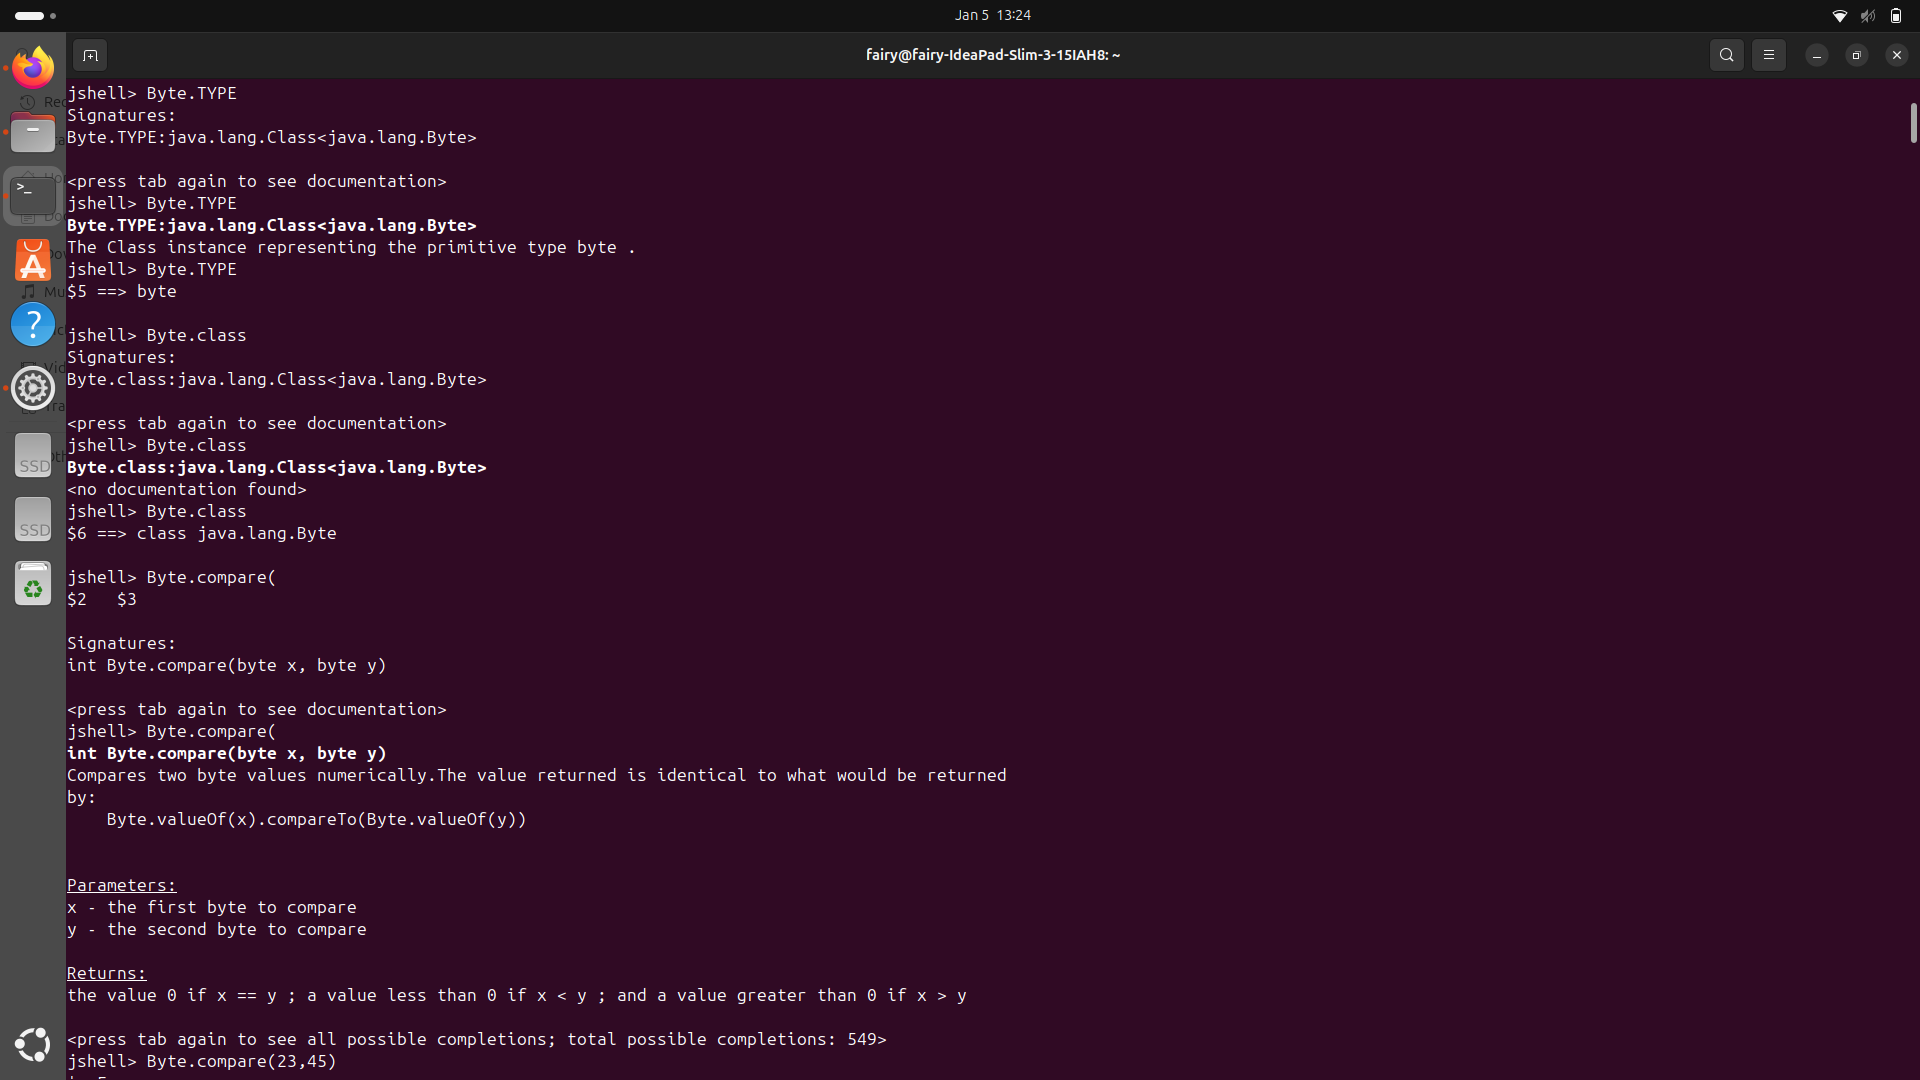 Jan 5 13:24
fairy@fairy-IdeaPad-Slim-3-15IAH8: ~
jshell> Byte.TYPE
Signatures:
Byte.TYPE:java.lang.Class<java.lang.Byte>
<press tab again to see documentation>
jshell> Byte.TYPE
Byte.TYPE:java.lang.Class<java.lang.Byte>
The Class instance representing the primitive type byte .
jshell> Byte.TYPE
$5 ==> byte
jshell> Byte.class
Signatures:
Byte.class:java.lang.Class<java.lang.Byte>
<press tab again to see documentation>
jshell> Byte.class
Byte.class:java.lang.Class<java.lang.Byte>
<no documentation found>
jshell> Byte.class
$6 ==> class java.lang.Byte
jshell> Byte.compare(
$2   $3
Signatures:
int Byte.compare(byte x, byte y)
<press tab again to see documentation>
jshell> Byte.compare(
int Byte.compare(byte x, byte y)
Compares two byte values numerically.The value returned is identical to what would be returned
by:
Byte.valueOf(x).compareTo(Byte.valueOf(y))
Parameters:
x - the first byte to compare
y - the second byte to compare
Returns:
the value 0 if x == y ; a value less than 0 if x < y ; and a value greater than 0 if x > y
<press tab again to see all possible completions; total possible completions: 549>
jshell> Byte.compare(23,45)
SSD
SSD